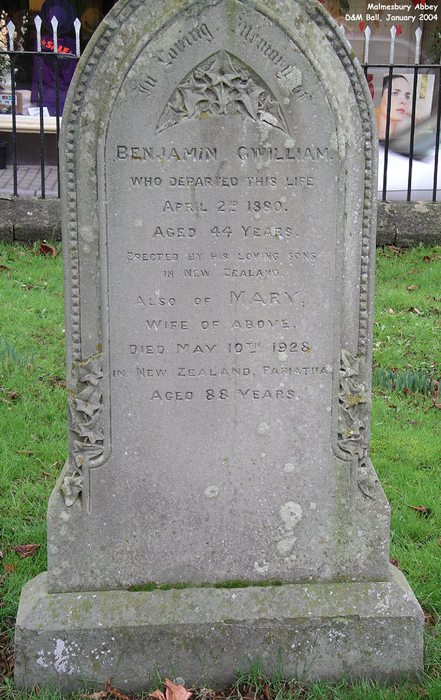 Malmesbury Abbey
D&M Ball, January 2004
SALE
In Loving Memory of
BENJAMIN GWILLIAM,
WHO DEPARTED THIS LIFE
APRIL 2ND 1880.
AGED 44 YEARS.
ERECTED BY HIS LOVING SONS
IN NEW ZEALAND.
ALSO OF MARY,
WIFE OF ABOVE,
DIED MAY 10TH 1928
IN NEW ZEALAND, PAHIATUA
AGED 88 YEARS.